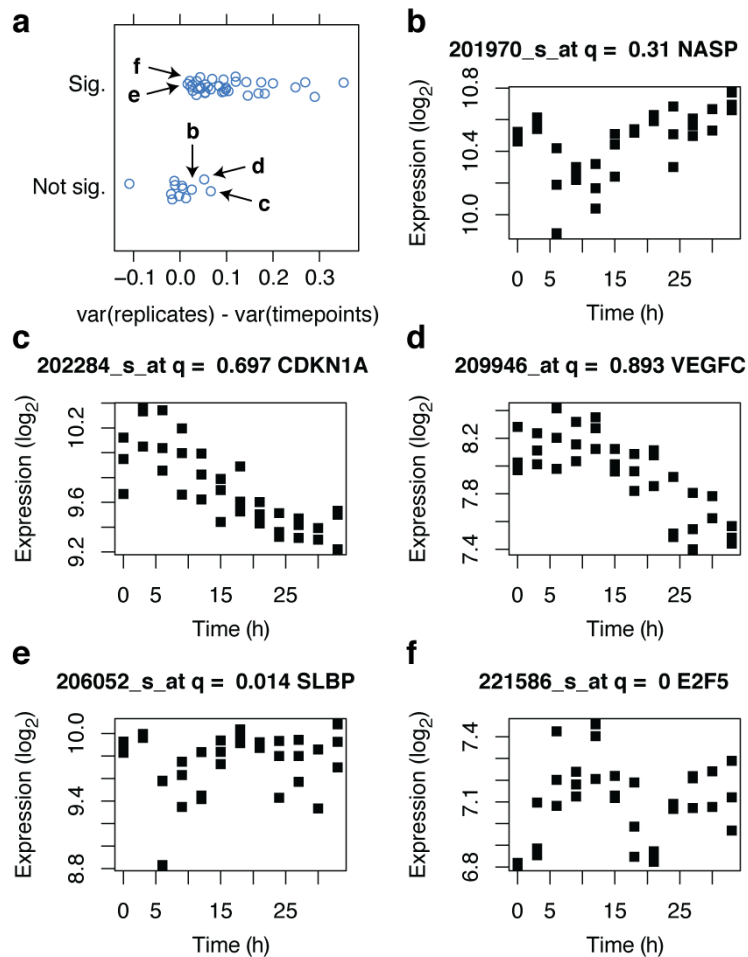 a
f
e
Sig.
b
d
c
Not sig.
−0.1 0.0 0.1 0.2 0.3
var(replicates) - var(timepoints)
b
201970_s_at q = 0.31 NASP
Expression (log2)
10.8
10.4
10.0
0 5 15 25
Time (h)
c
202284_s_at q = 0.697 CDKN1A
Expression (log2)
10.2
9.6
9.2
0 5 15 25
Time (h)
d
209946_at q = 0.893 VEGFC
Expression (log2)
8.2
7.8
7.4
0 5 15 25
Time (h)
e
206052_s_at q = 0.014 SLBP
Expression (log2)
10.0
9.4
8.8
0 5 15 25
Time (h)
f
221586_s_at q = 0 E2F5
Expression (log2)
7.4
7.1
6.8
0 5 15 25
Time (h)